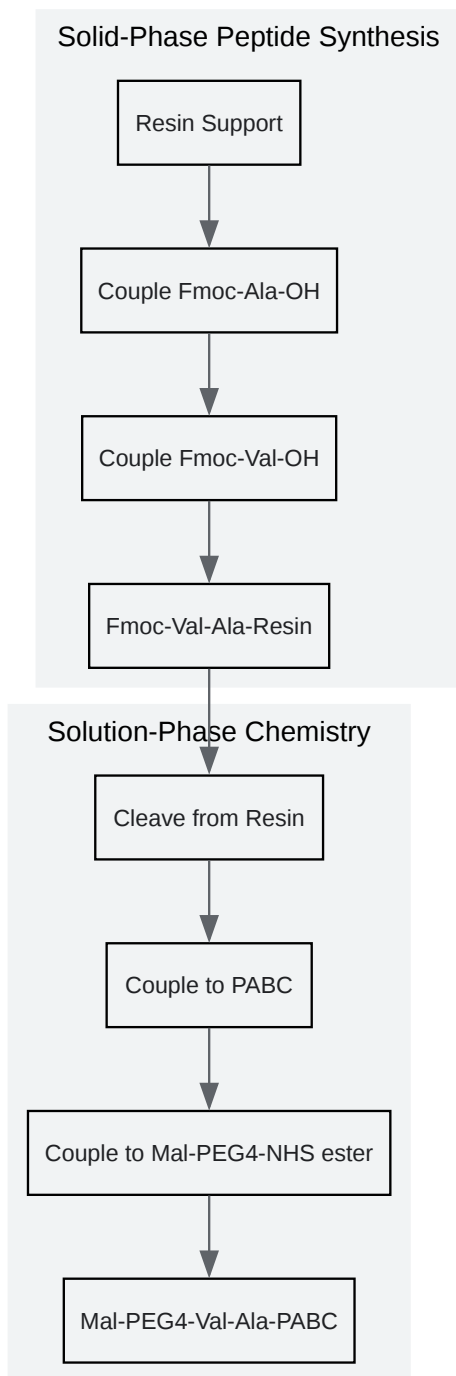 Solid-Phase Peptide Synthesis
Resin Support
Couple Fmoc-Ala-OH
Couple Fmoc-Val-OH
Fmoc-Val-Ala-Resin
Solution-Phase Chemistry
Cleave from Resin
Couple to PABC
Couple to Mal-PEG4-NHS ester
Mal-PEG4-Val-Ala-PABC